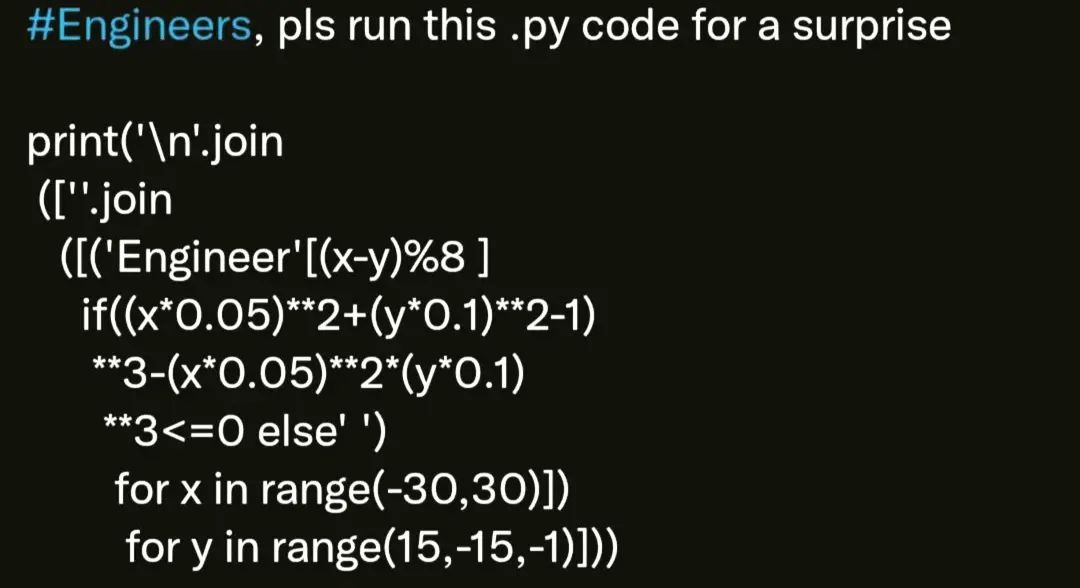 #Engineers, pls run this .py code for a surprise
print('\n'.join
([''.join
([('Engineer'[(x-y)%8 ]
if((x*0.05)**2+(y*0.1)**2-1)
**3-(x*0.05)**2*(y*0.1)
**3<=0 else' ')
for x in range(-30,30)])
for y in range(15,-15,-1)]))